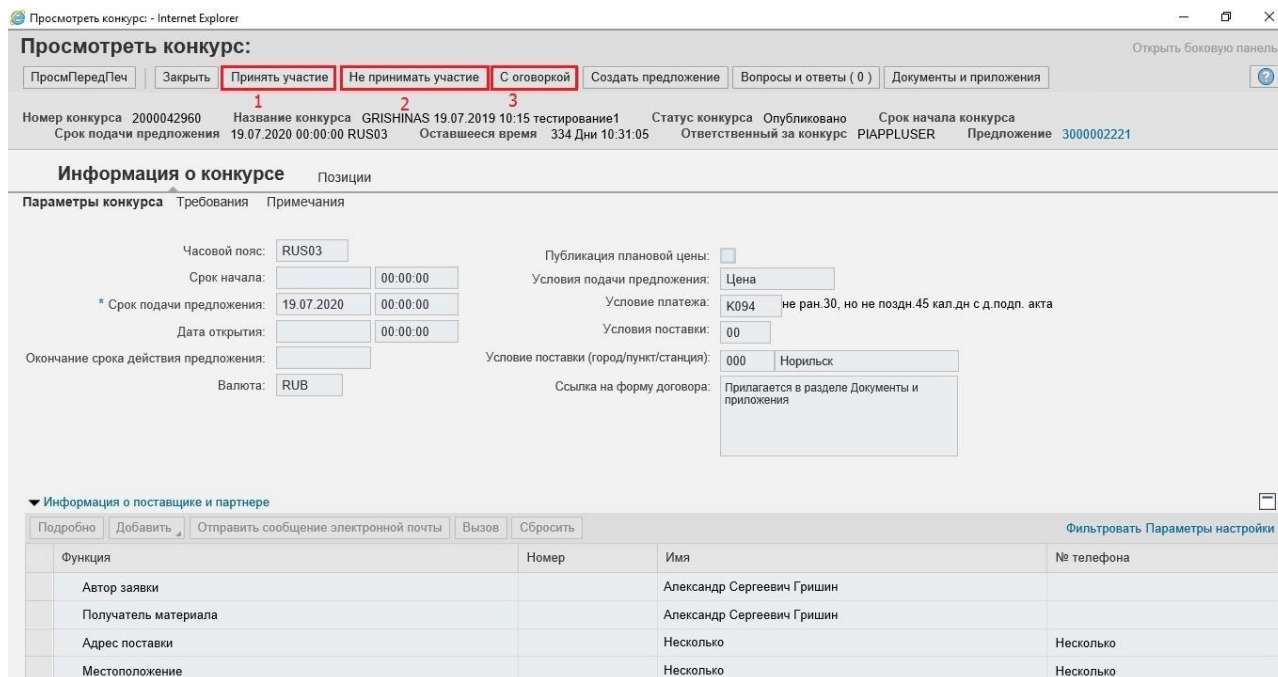 Просмотреть конкурс: - Internet Explorer
Просмотреть конкурс:
Открыть боковую панель
ПросмПередПеч Закрыть Принять участие Не принимать участие С оговоркой Создать предложение Вопросы и ответы ( 0 ) Документы и приложения
1 2 3
Номер конкурса 2000042960 Название конкурса GRISHINAS 19.07.2019 10:15 тестирование1 Статус конкурса Опубликовано Срок начала конкурса
Срок подачи предложения 19.07.2020 00:00:00 RUS03 Оставшееся время 334 Дни 10:31:05 Ответственный за конкурс PIAPPLUSER Предложение 3000002221
Информация о конкурсе Позиции
Параметры конкурса Требования Примечания
Часовой пояс: RUS03
Публикация плановой цены:
Срок начала: 00:00:00
Условия подачи предложения: Цена
* Срок подачи предложения: 19.07.2020 00:00:00
Условие платежа: K094 не ран.30, но не поздн.45 кал.дн с д.подп. акта
Дата открытия: 00:00:00
Условия поставки: 00
Окончание срока действия предложения:
Условие поставки (город/пункт/станция): 000 Норильск
Валюта: RUB
Ссылка на форму договора: Прилагается в разделе Документы и
приложения
Информация о поставщике и партнере
Подробно Добавить Отправить сообщение электронной почты Вызов Сбросить Фильтровать Параметры настройки
Функция Номер Имя № телефона
Автор заявки Александр Сергеевич Гришин
Получатель материала Александр Сергеевич Гришин
Адрес поставки Несколько Несколько
Местоположение Несколько Несколько